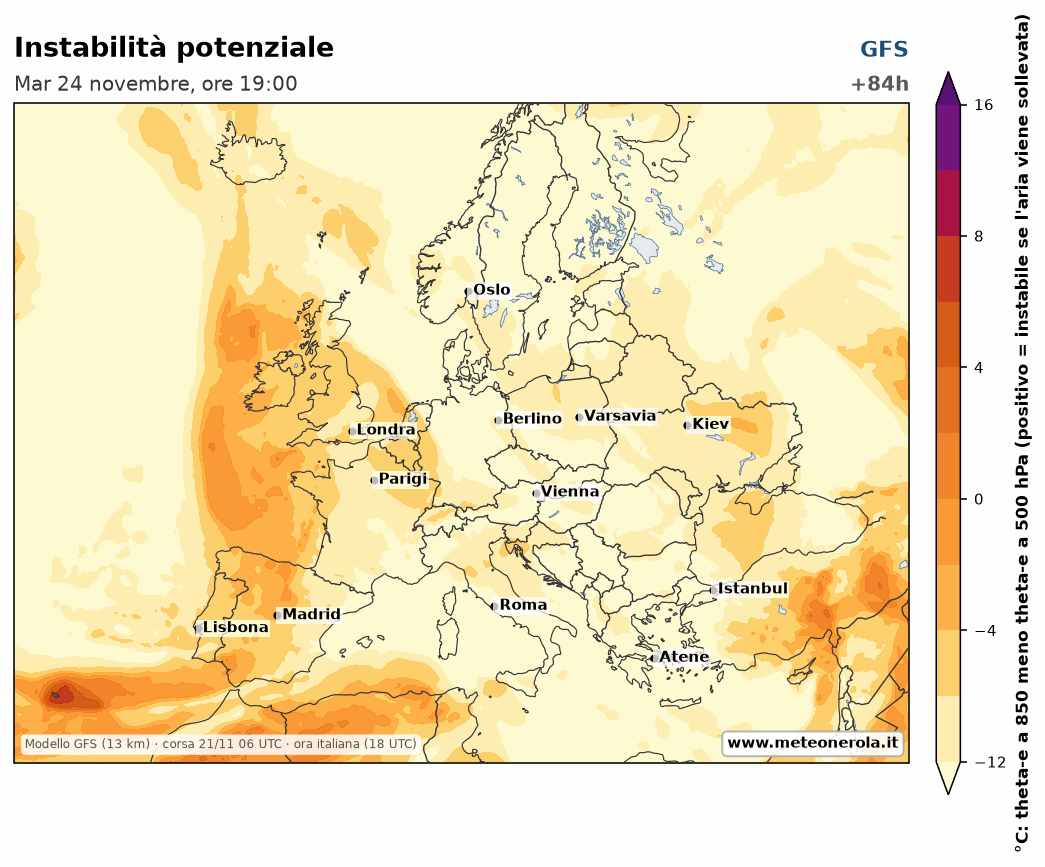 Instabilità potenziale
GFS
Mar 24 novembre, ore 19:00
+84h
Oslo
Berlino
Varsavia
Kiev
Londra
Parigi
Vienna
Istanbul
Roma
Madrid
Lisbona
Atene
Modello GFS (13 km) · corsa 21/11 06 UTC · ora italiana (18 UTC)
www.meteonerola.it
16
8
4
0
−4
−12
°C: theta-e a 850 meno theta-e a 500 hPa (positivo = instabile se l'aria viene sollevata)